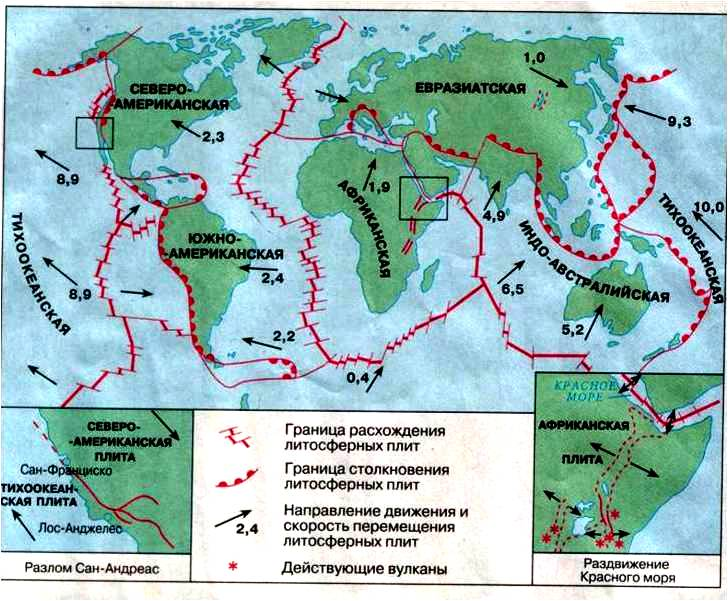 СЕВЕРО-
АМЕРИКАНСКАЯ
2,3
8,9
ЕВРАЗИАТСКАЯ
1,0
9,3
1,9
АФРИКАНСКАЯ
4,9
10,0
ТИХООКЕАНСКАЯ
ЮЖНО-
АМЕРИКАНСКАЯ
2,4
ТИХООКЕАНСКАЯ
8,9
6,5
ИНДО-АВСТРАЛИЙСКАЯ
5,2
2,2
0,4
СЕВЕРО-
-АМЕРИКАНСКАЯ
ПЛИТА
Сан-Франциско
ТИХООКЕАН-
СКАЯ ПЛИТА
Лос-Анджелес
Разлом Сан-Андреас
Граница расхождения
литосферных плит
Граница столкновения
литосферных плит
2,4
Направление движения и
скорость перемещения
литосферных плит
Действующие вулканы
КРАСНОЕ
МОРЕ
АФРИКАНСКАЯ
ПЛИТА
Раздвижение
Красного моря